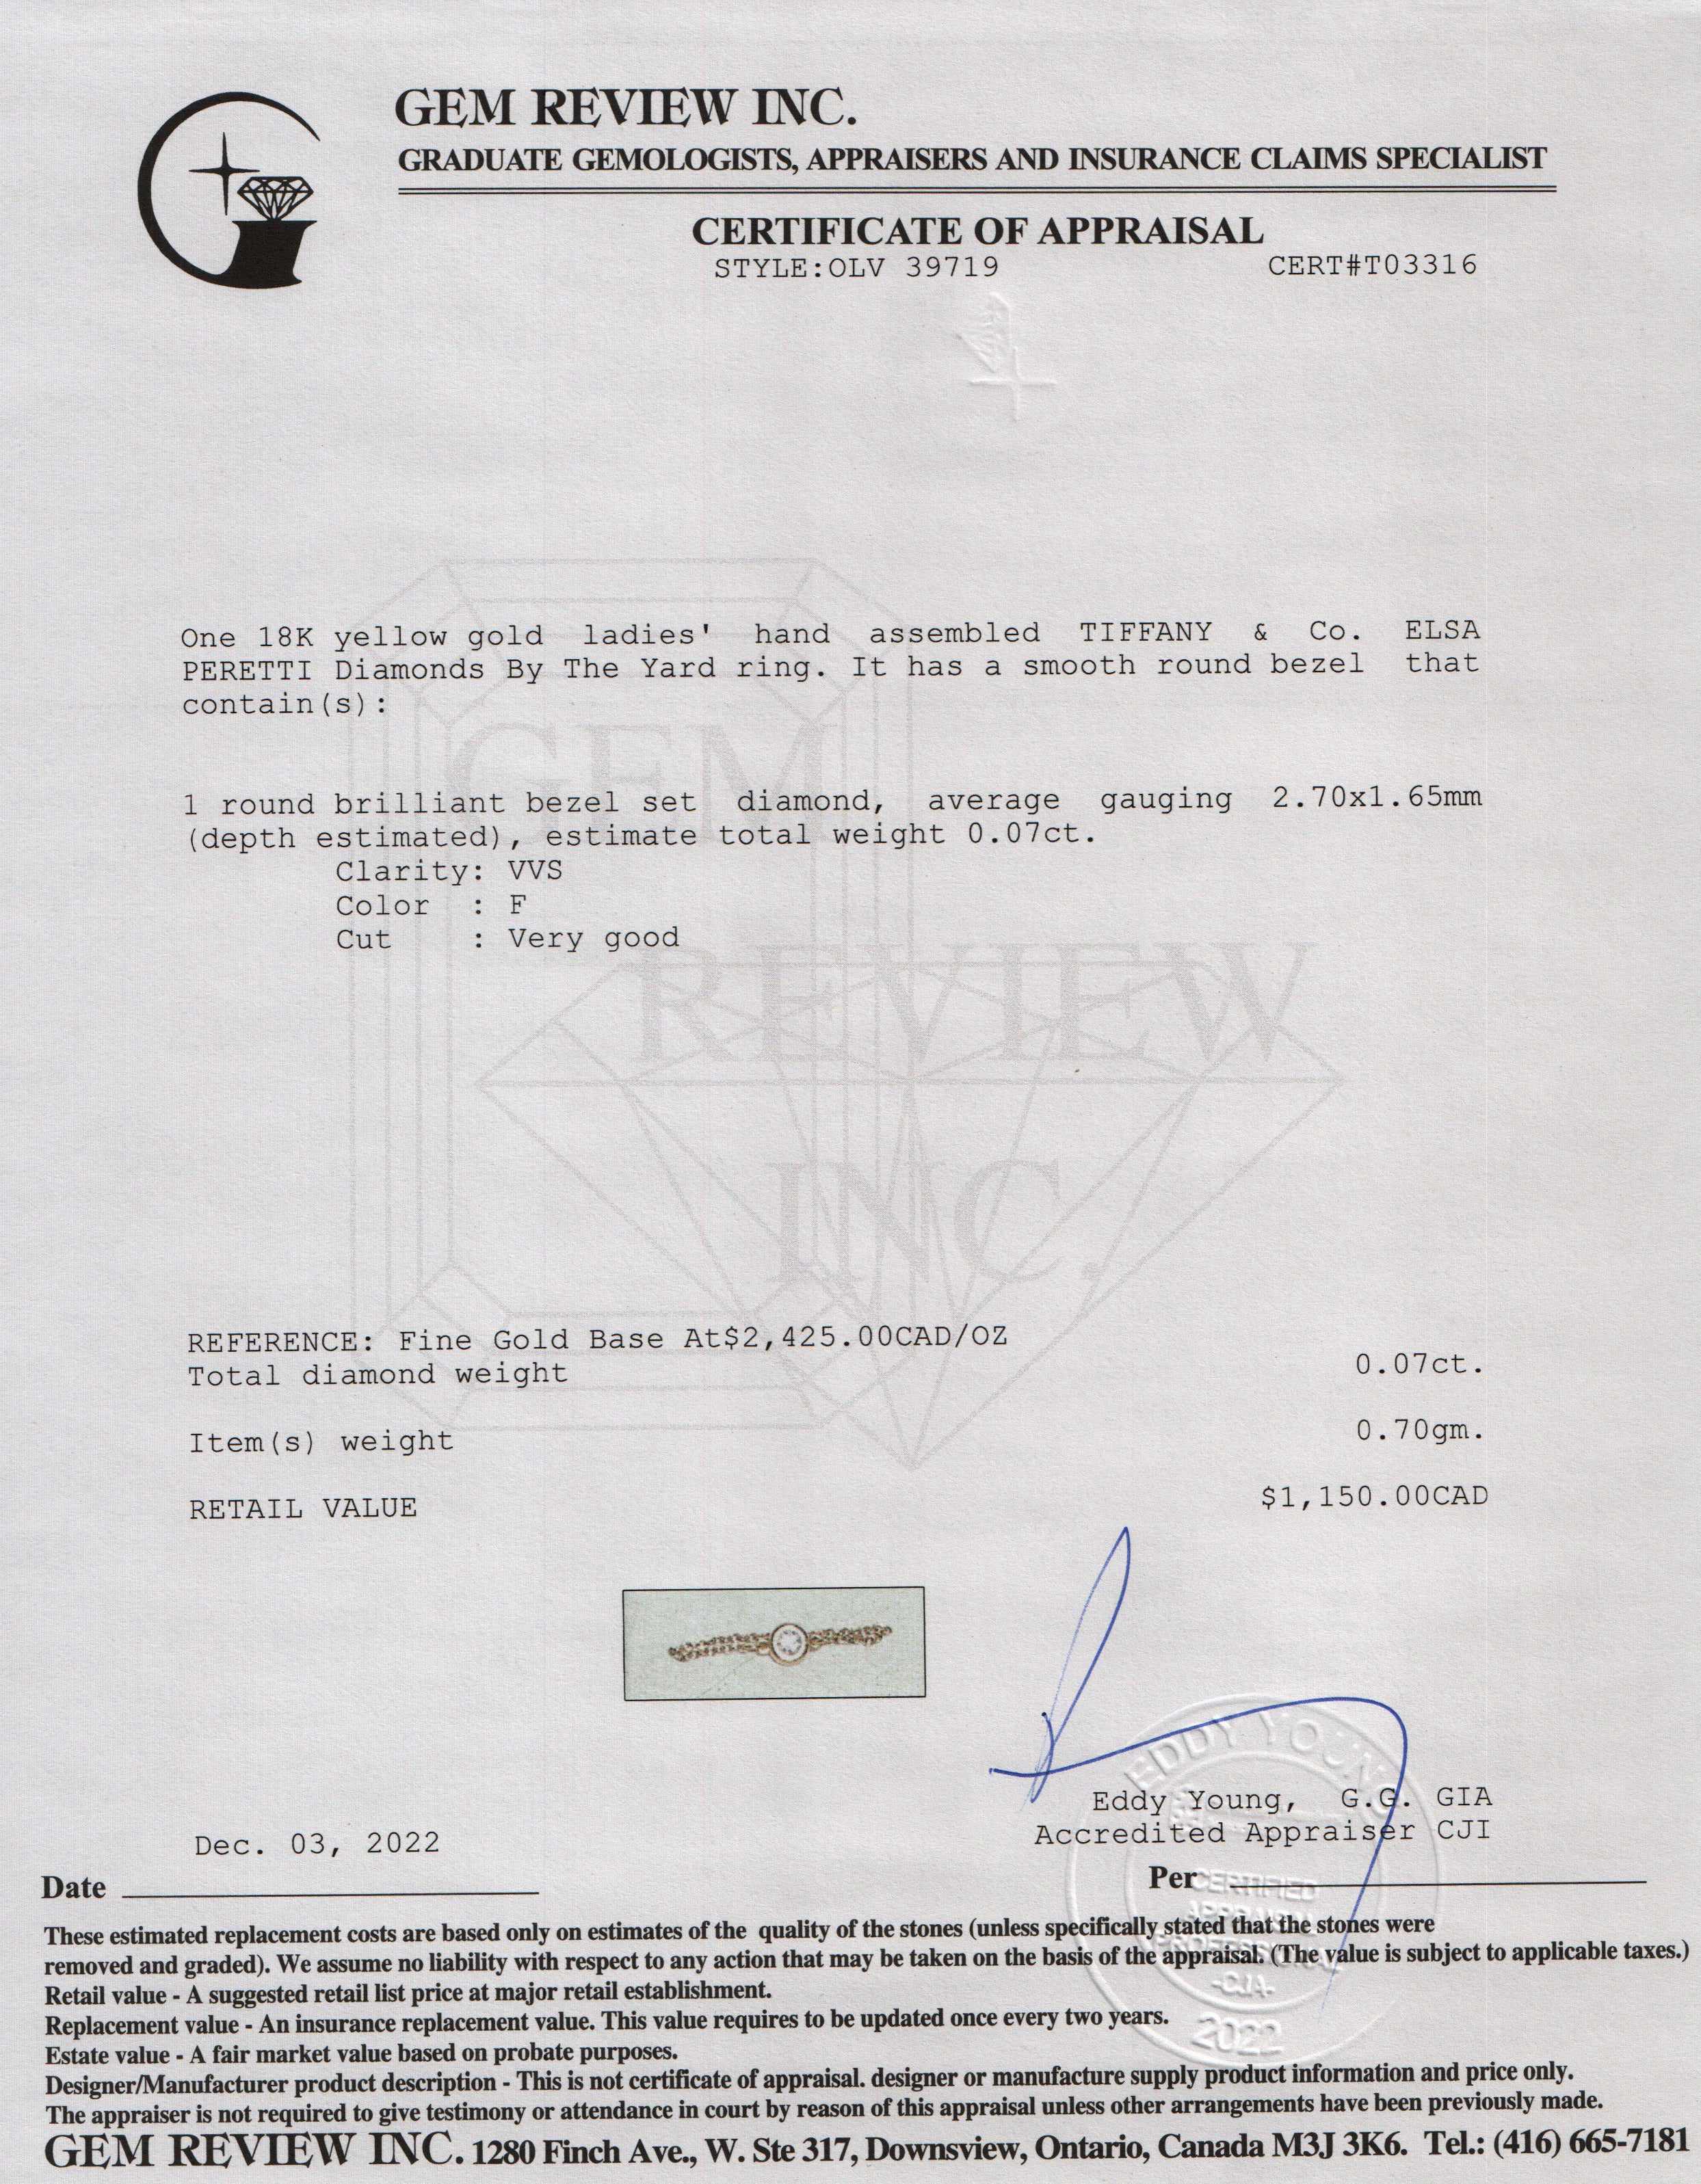 GEM REVIEW INC.
GRADUATE GEMOLOGISTS, APPRAISERS AND INSURANCE CLAIMS SPECIALIST
CERTIFICATE OF APPRAISAL
STYLE:OLV 39719 CERT#T03316
One 18K yellow gold ladies' hand assembled TIFFANY & Co. ELSA
PERETTI Diamonds By The Yard ring. It has a smooth round bezel that
contain(s):
GEM
1 round brilliant bezel set diamond, average gauging 2.70x1.65mm
(depth estimated), estimate total weight 0.07ct.
Clarity: VVS
Color : F
Cut : Very good
REVIEW
INC.
REFERENCE: Fine Gold Base At$2,425.00CAD/OZ
Total diamond weight 0.07ct.
Item(s) weight 0.70gm.
RETAIL VALUE $1,150.00CAD
EDDY YOUNG
Eddy Young, G.G. GIA
Accredited Appraiser CJI
Dec. 03, 2022
Date
Per
CERTIFIED
APPRAISAL
-CJA-
2022
These estimated replacement costs are based only on estimates of the quality of the stones (unless specifically stated that the stones were
removed and graded). We assume no liability with respect to any action that may be taken on the basis of the appraisal. (The value is subject to applicable taxes.)
Retail value - A suggested retail list price at major retail establishment.
Replacement value - An insurance replacement value. This value requires to be updated once every two years.
Estate value - A fair market value based on probate purposes.
Designer/Manufacturer product description - This is not certificate of appraisal. designer or manufacture supply product information and price only.
The appraiser is not required to give testimony or attendance in court by reason of this appraisal unless other arrangements have been previously made.
GEM REVIEW INC. 1280 Finch Ave., W. Ste 317, Downsview, Ontario, Canada M3J 3K6. Tel.: (416) 665-7181